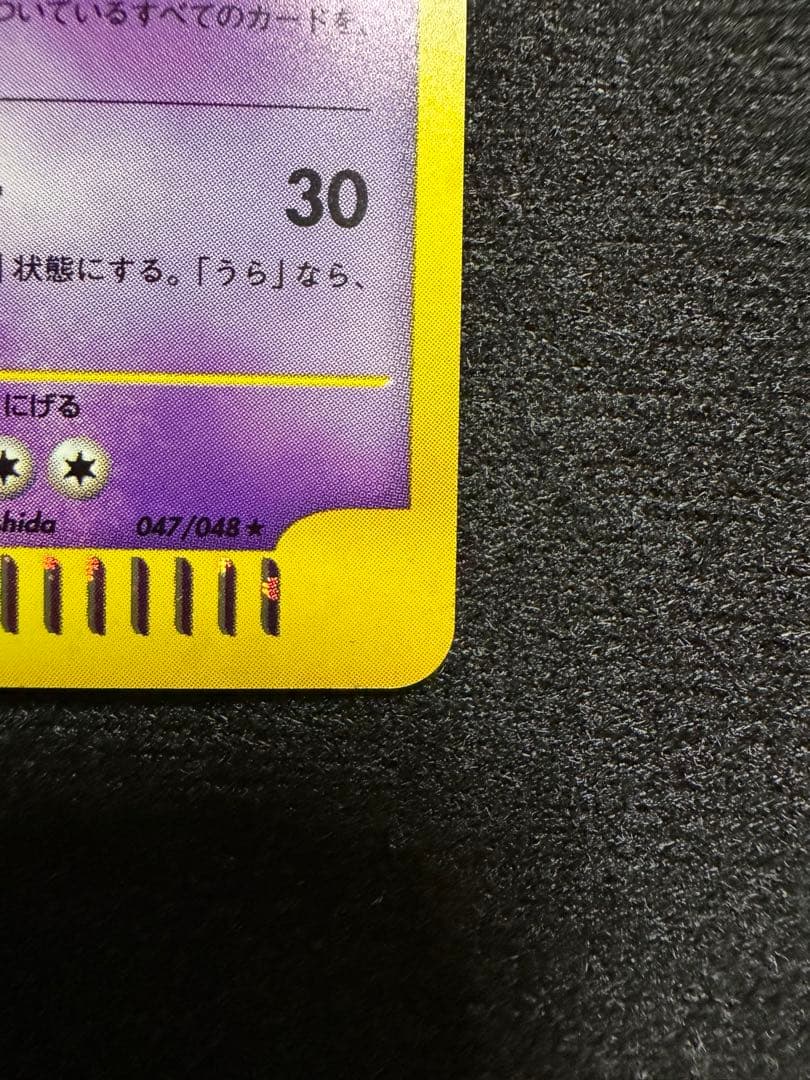 ついているすべてのカードを、
30
状態にする。「うら」なら、
にげる
hida 047/048 ★